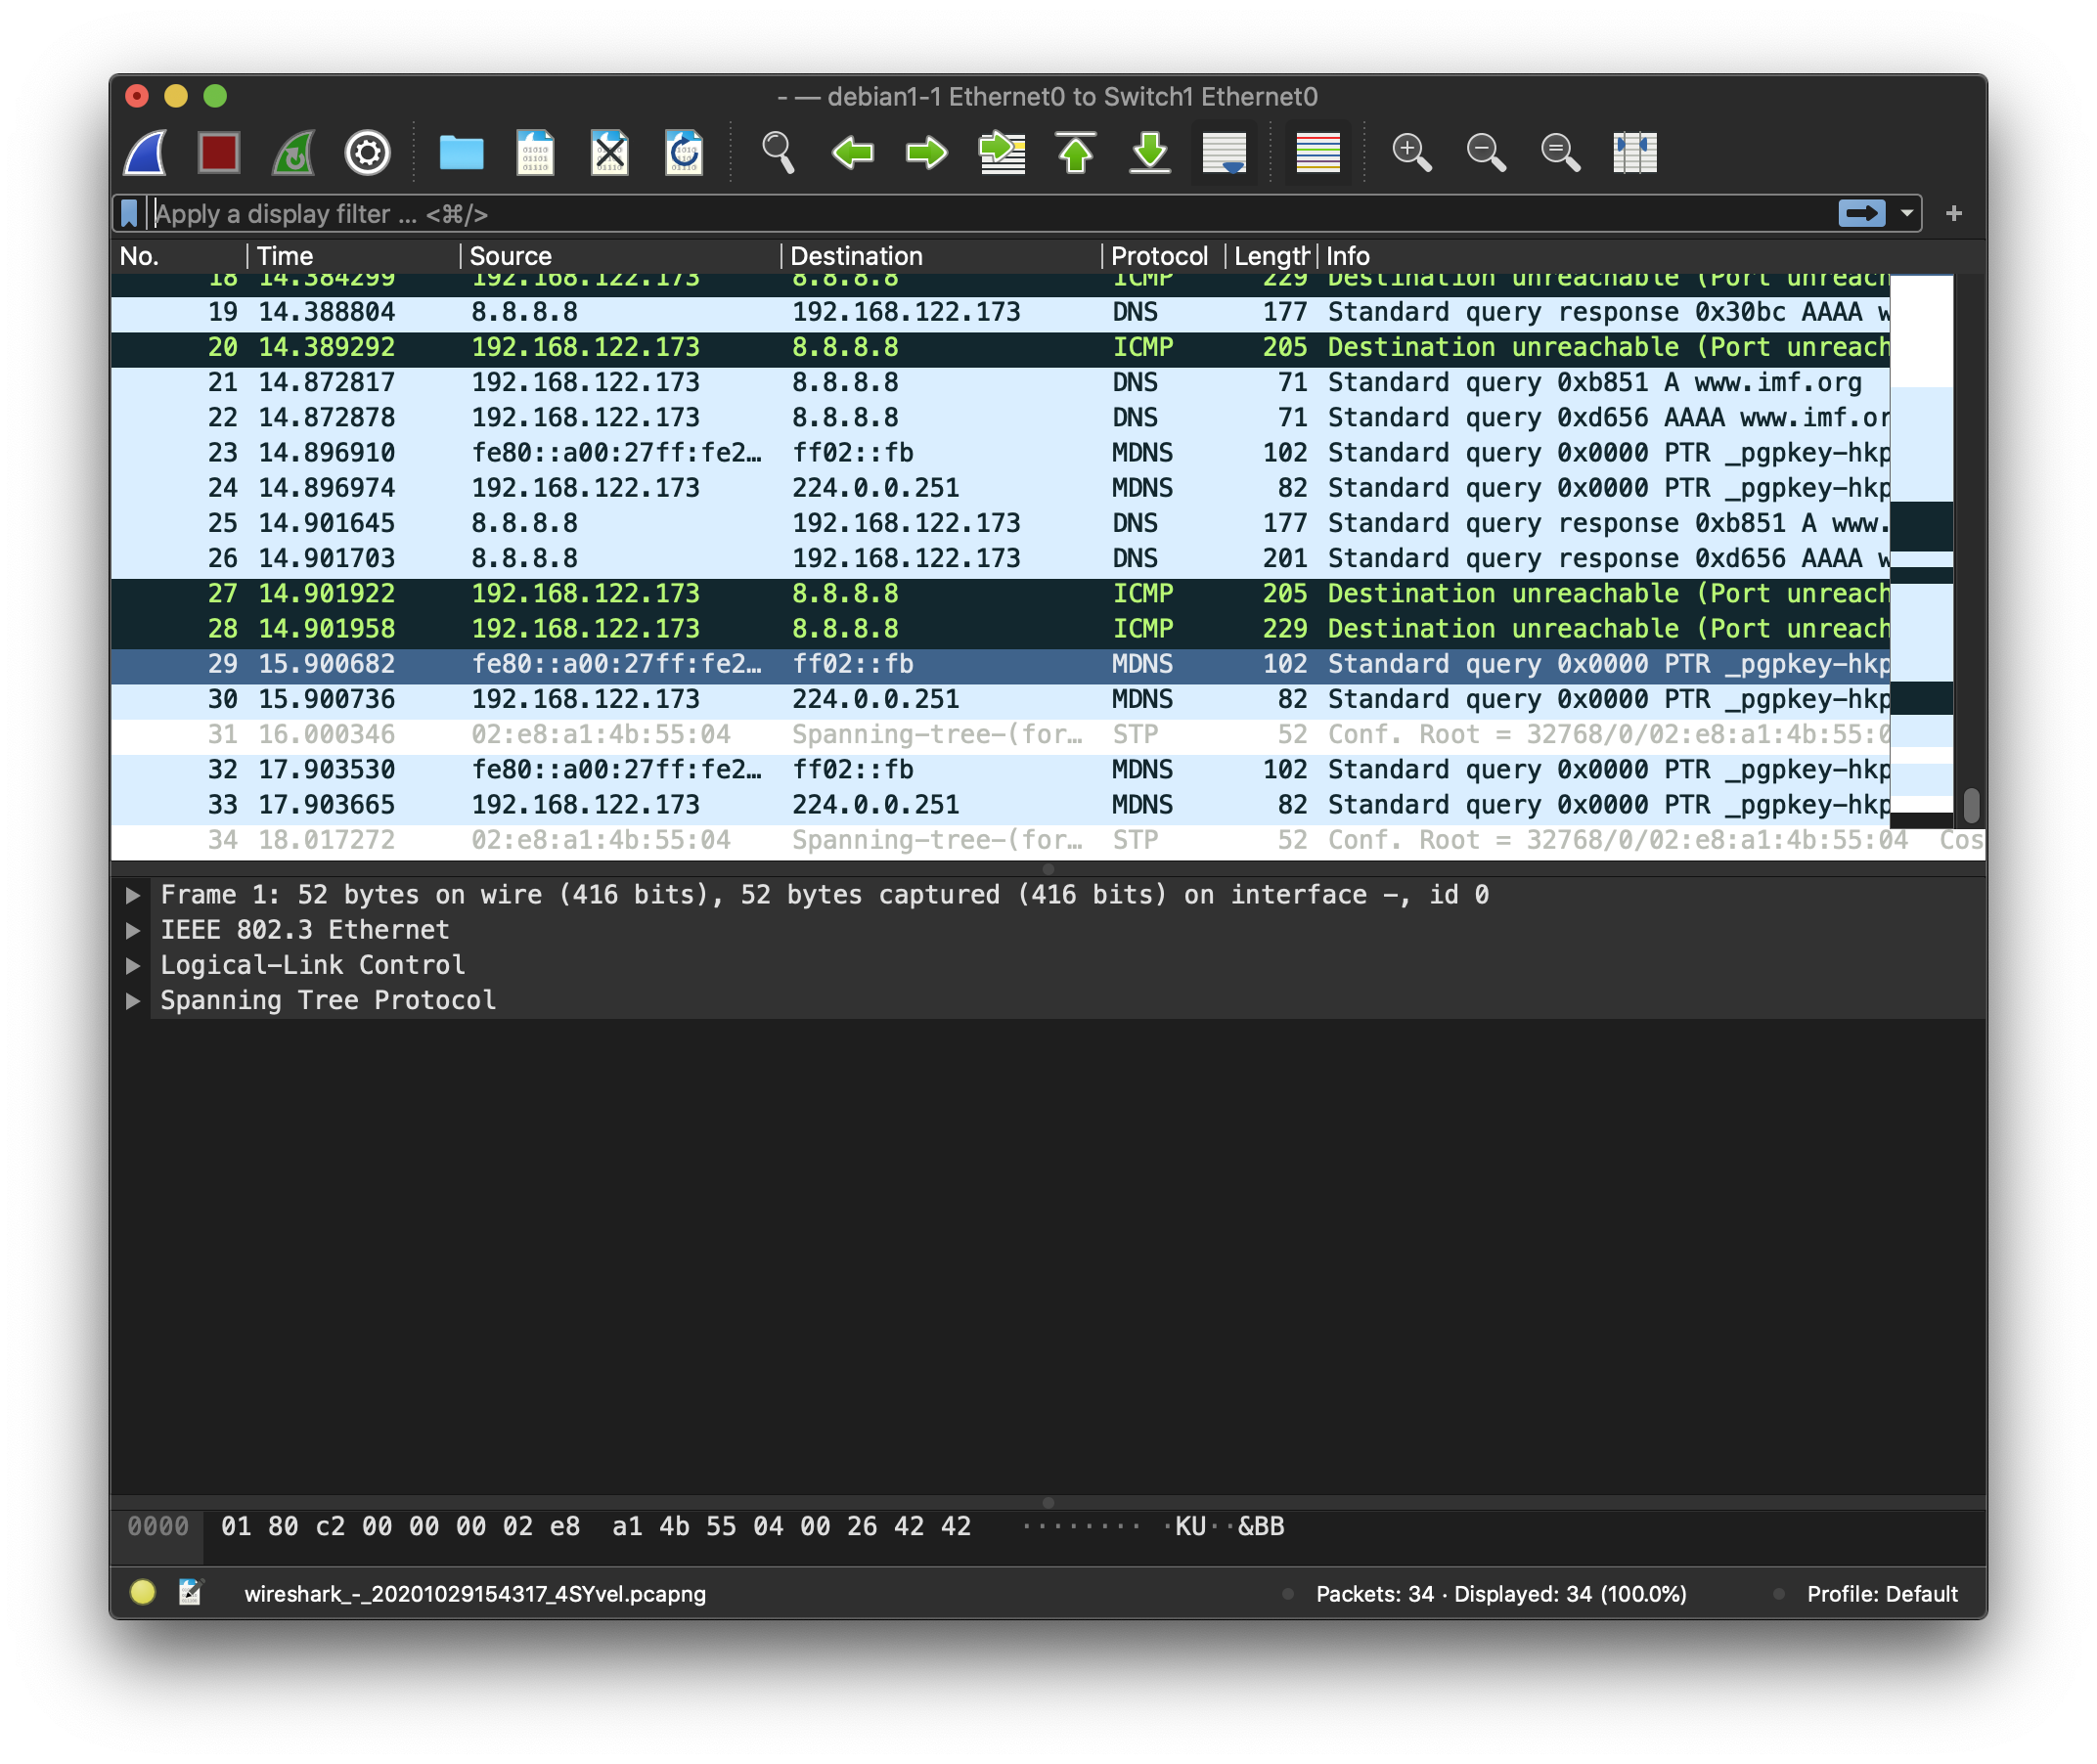 - — debian1-1 Ethernet0 to Switch1 Ethernet0
Apply a display filter ... <⌘/>
No. Time Source Destination Protocol Length Info
18 14.384299 192.168.122.173 8.8.8.8 ICMP 229 Destination unreachable (Port unreach
19 14.388804 8.8.8.8 192.168.122.173 DNS 177 Standard query response 0x30bc AAAA w
20 14.389292 192.168.122.173 8.8.8.8 ICMP 205 Destination unreachable (Port unreach
21 14.872817 192.168.122.173 8.8.8.8 DNS 71 Standard query 0xb851 A www.imf.org
22 14.872878 192.168.122.173 8.8.8.8 DNS 71 Standard query 0xd656 AAAA www.imf.or
23 14.896910 fe80::a00:27ff:fe2… ff02::fb MDNS 102 Standard query 0x0000 PTR _pgpkey-hkp
24 14.896974 192.168.122.173 224.0.0.251 MDNS 82 Standard query 0x0000 PTR _pgpkey-hkp
25 14.901645 8.8.8.8 192.168.122.173 DNS 177 Standard query response 0xb851 A www.
26 14.901703 8.8.8.8 192.168.122.173 DNS 201 Standard query response 0xd656 AAAA w
27 14.901922 192.168.122.173 8.8.8.8 ICMP 205 Destination unreachable (Port unreach
28 14.901958 192.168.122.173 8.8.8.8 ICMP 229 Destination unreachable (Port unreach
29 15.900682 fe80::a00:27ff:fe2… ff02::fb MDNS 102 Standard query 0x0000 PTR _pgpkey-hkp
30 15.900736 192.168.122.173 224.0.0.251 MDNS 82 Standard query 0x0000 PTR _pgpkey-hkp
31 16.000346 02:e8:a1:4b:55:04 Spanning-tree-(for… STP 52 Conf. Root = 32768/0/02:e8:a1:4b:55:0
32 17.903530 fe80::a00:27ff:fe2… ff02::fb MDNS 102 Standard query 0x0000 PTR _pgpkey-hkp
33 17.903665 192.168.122.173 224.0.0.251 MDNS 82 Standard query 0x0000 PTR _pgpkey-hkp
34 18.017272 02:e8:a1:4b:55:04 Spanning-tree-(for… STP 52 Conf. Root = 32768/0/02:e8:a1:4b:55:04 Cos
Frame 1: 52 bytes on wire (416 bits), 52 bytes captured (416 bits) on interface -, id 0
IEEE 802.3 Ethernet
Logical-Link Control
Spanning Tree Protocol
0000 01 80 c2 00 00 00 02 e8 a1 4b 55 04 00 26 42 42 ········ ·KU··&BB
wireshark_-_20201029154317_4SYvel.pcapng Packets: 34 · Displayed: 34 (100.0%) Profile: Default